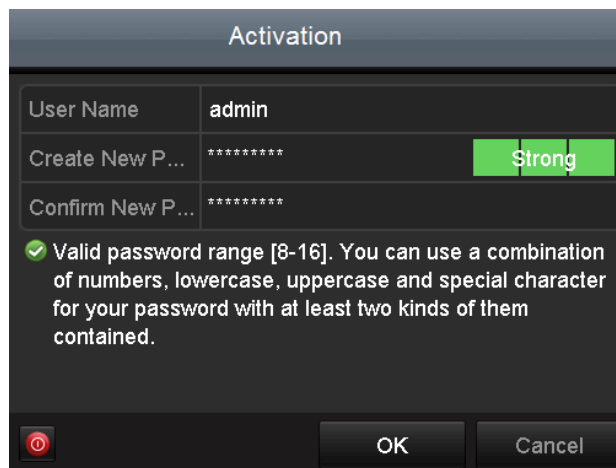 Activation
User Name admin
Create New P... ********* Strong
Confirm New P... *********
Valid password range [8-16]. You can use a combination
of numbers, lowercase, uppercase and special character
for your password with at least two kinds of them
contained.
OK Cancel